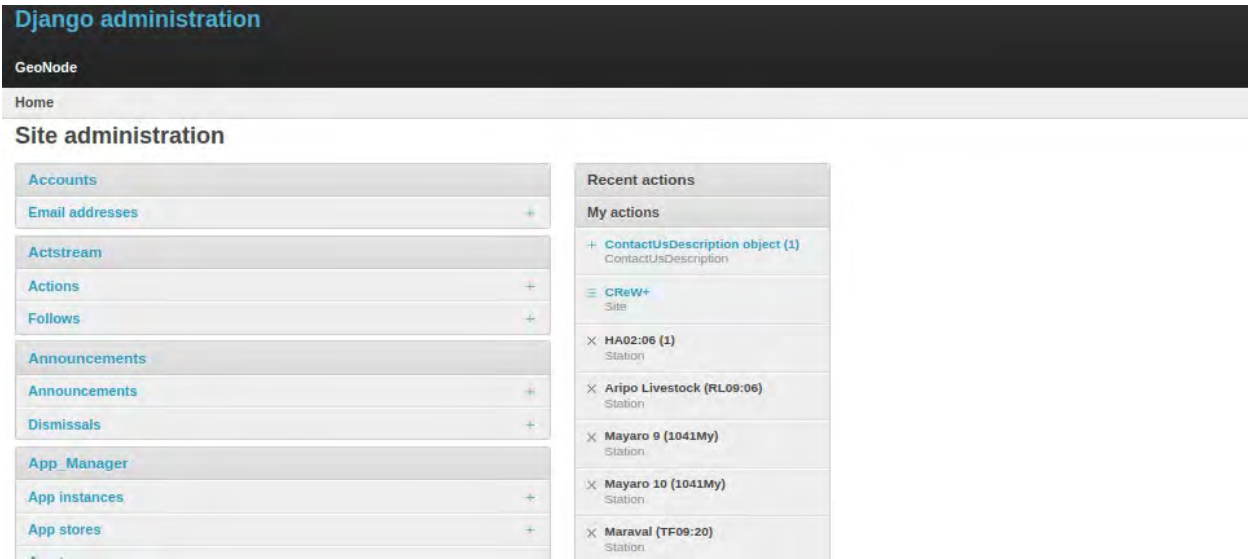 Django administration
GeoNode
Home
Site administration
Accounts
Email addresses +
Actstream
Actions +
Follows +
Announcements
Announcements +
Dismissals +
App_Manager
App instances +
App stores +
Recent actions
My actions
+ ContactUsDescription object (1)
ContactUsDescription
CReW+
Site
HA02:06 (1)
Station
Aripo Livestock (RL09:06)
Station
Mayaro 9 (1041My)
Station
Mayaro 10 (1041My)
Station
Maraval (TF09:20)
Station